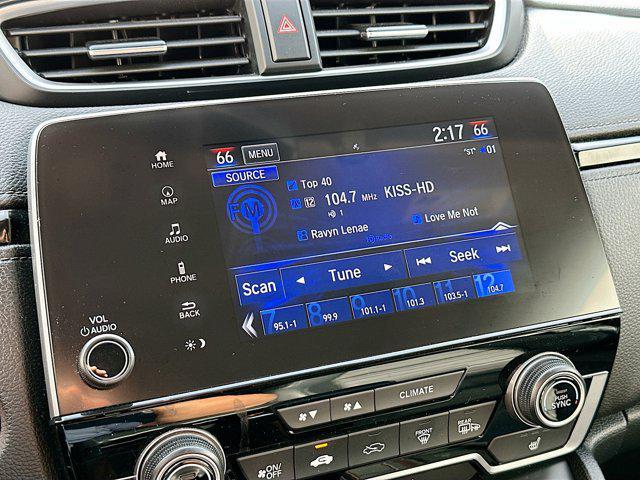 66 MENU 2:17 66
SOURCE "ST" 01
Top 40
FM 12 104.7 MHz KISS-HD
1
Ravyn Lenae Love Me Not
HD Radio
Scan Tune Seek
7 95.1-1 8 99.9 9 101.1-1 10 101.3 11 103.5-1 12 104.7
HOME
MAP
AUDIO
PHONE
BACK
VOL
AUDIO
CLIMATE
PUSH
SYNC
ON/
OFF
FRONT
REAR